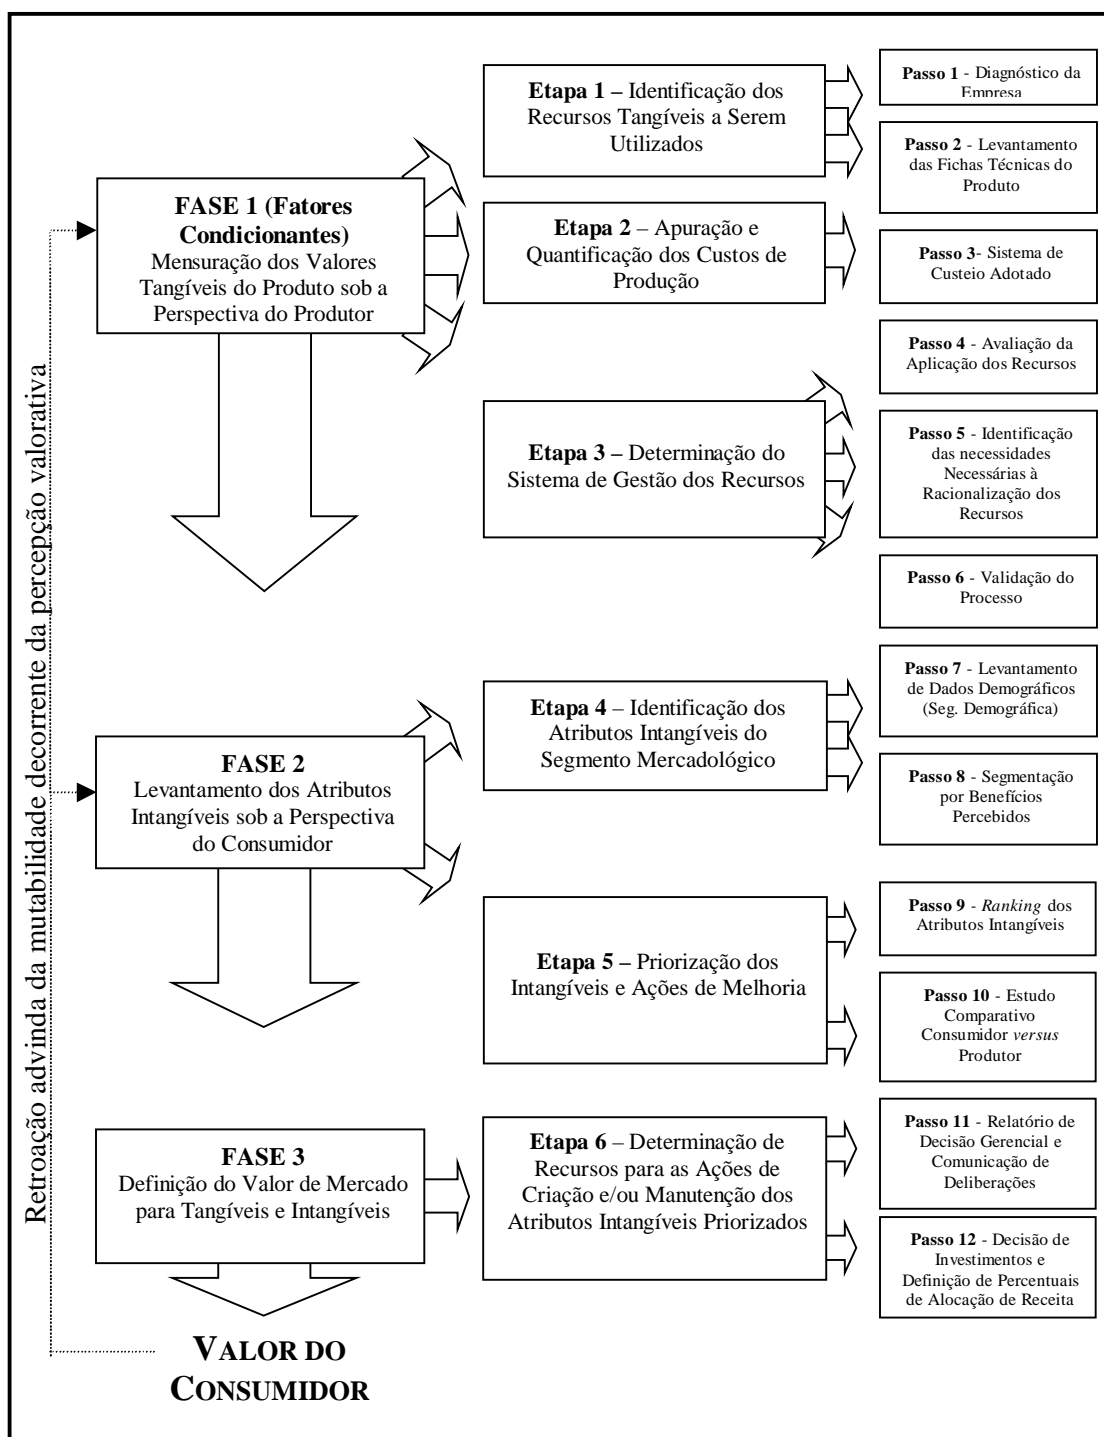 Retroação advinda da mutabilidade decorrente da percepção valorativa
FASE 1 (Fatores
Condicionantes)
Mensuração dos Valores
Tangíveis do Produto sob a
Perspectiva do Produtor
Etapa 1 – Identificação dos
Recursos Tangíveis a Serem
Utilizados
Passo 1 - Diagnóstico da
Empresa
Passo 2 - Levantamento
das Fichas Técnicas do
Produto
Etapa 2 – Apuração e
Quantificação dos Custos de
Produção
Passo 3- Sistema de
Custeio Adotado
Etapa 3 – Determinação do
Sistema de Gestão dos Recursos
Passo 4 - Avaliação da
Aplicação dos Recursos
Passo 5 - Identificação
das necessidades
Necessárias à
Racionalização dos
Recursos
Passo 6 - Validação do
Processo
FASE 2
Levantamento dos Atributos
Intangíveis sob a Perspectiva
do Consumidor
Etapa 4 – Identificação dos
Atributos Intangíveis do
Segmento Mercadológico
Passo 7 - Levantamento
de Dados Demográficos
(Seg. Demográfica)
Passo 8 - Segmentação
por Benefícios
Percebidos
Etapa 5 – Priorização dos
Intangíveis e Ações de Melhoria
Passo 9 - Ranking dos
Atributos Intangíveis
Passo 10 - Estudo
Comparativo
Consumidor versus
Produtor
FASE 3
Definição do Valor de Mercado
para Tangíveis e Intangíveis
Etapa 6 – Determinação de
Recursos para as Ações de
Criação e/ou Manutenção dos
Atributos Intangíveis Priorizados
Passo 11 - Relatório de
Decisão Gerencial e
Comunicação de
Deliberações
Passo 12 - Decisão de
Investimentos e
Definição de Percentuais
de Alocação de Receita
VALOR DO
CONSUMIDOR